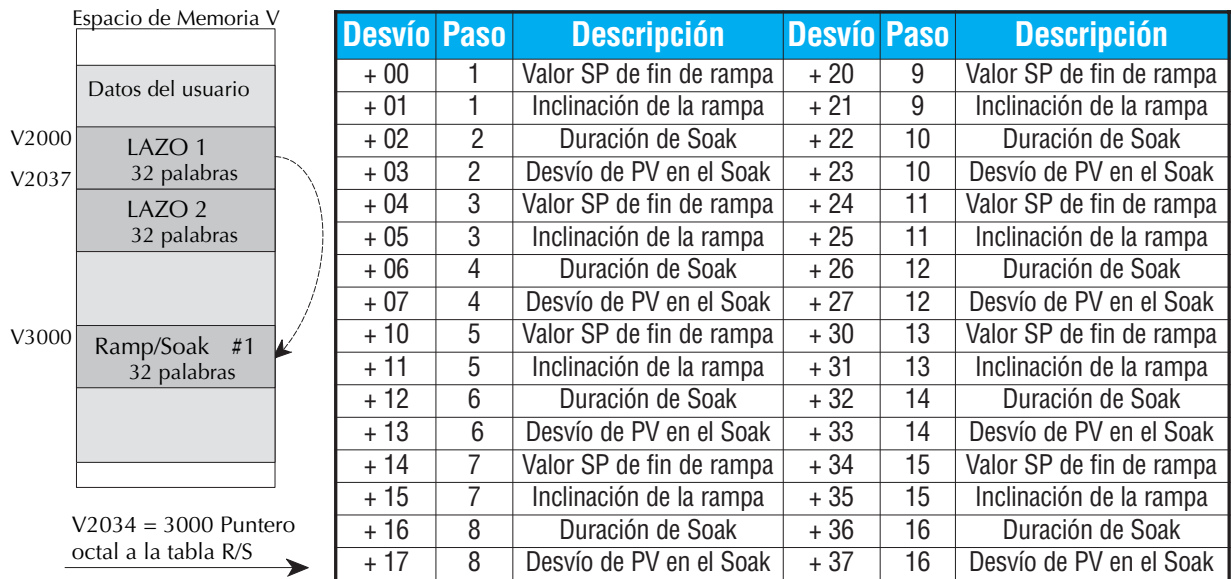 Espacio de Memoria V
Datos del usuario
V2000
LAZO 1
32 palabras
V2037
LAZO 2
32 palabras
V3000
Ramp/Soak #1
32 palabras
V2034 = 3000 Puntero
octal a la tabla R/S
Desvío Paso Descripción Desvío Paso Descripción
+ 00 1 Valor SP de fin de rampa + 20 9 Valor SP de fin de rampa
+ 01 1 Inclinación de la rampa + 21 9 Inclinación de la rampa
+ 02 2 Duración de Soak + 22 10 Duración de Soak
+ 03 2 Desvío de PV en el Soak + 23 10 Desvío de PV en el Soak
+ 04 3 Valor SP de fin de rampa + 24 11 Valor SP de fin de rampa
+ 05 3 Inclinación de la rampa + 25 11 Inclinación de la rampa
+ 06 4 Duración de Soak + 26 12 Duración de Soak
+ 07 4 Desvío de PV en el Soak + 27 12 Desvío de PV en el Soak
+ 10 5 Valor SP de fin de rampa + 30 13 Valor SP de fin de rampa
+ 11 5 Inclinación de la rampa + 31 13 Inclinación de la rampa
+ 12 6 Duración de Soak + 32 14 Duración de Soak
+ 13 6 Desvío de PV en el Soak + 33 14 Desvío de PV en el Soak
+ 14 7 Valor SP de fin de rampa + 34 15 Valor SP de fin de rampa
+ 15 7 Inclinación de la rampa + 35 15 Inclinación de la rampa
+ 16 8 Duración de Soak + 36 16 Duración de Soak
+ 17 8 Desvío de PV en el Soak + 37 16 Desvío de PV en el Soak